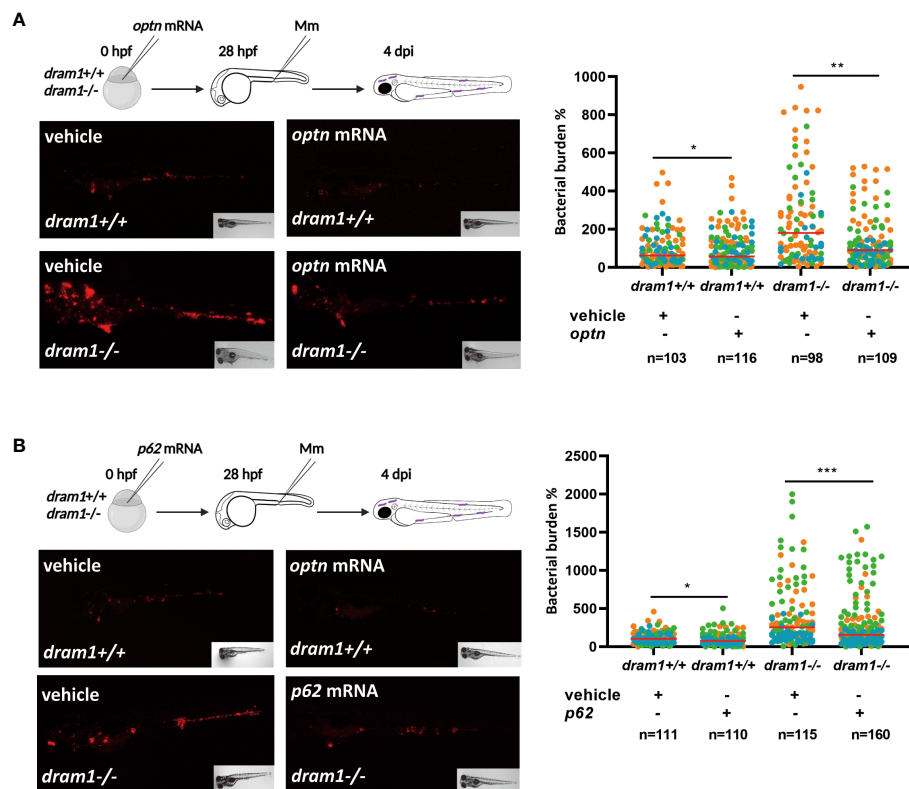 A
optn mRNA
0 hpf
28 hpf
Mm
4 dpi
dram1+/+
dram1-/-
vehicle
dram1+/+
optn mRNA
dram1+/+
vehicle
dram1-/-
optn mRNA
dram1-/-
Bacterial burden %
1000
800
600
400
200
0
*
**
dram1+/+ dram1+/+ dram1-/- dram1-/-
vehicle + - + -
optn - + - +
n=103 n=116 n=98 n=109
B
p62 mRNA
0 hpf
28 hpf
Mm
4 dpi
dram1+/+
dram1-/-
vehicle
dram1+/+
optn mRNA
dram1+/+
vehicle
dram1-/-
p62 mRNA
dram1-/-
Bacterial burden %
2500
2000
1500
1000
500
0
*
***
dram1+/+ dram1+/+ dram1-/- dram1-/-
vehicle + - + -
p62 - + - +
n=111 n=110 n=115 n=160